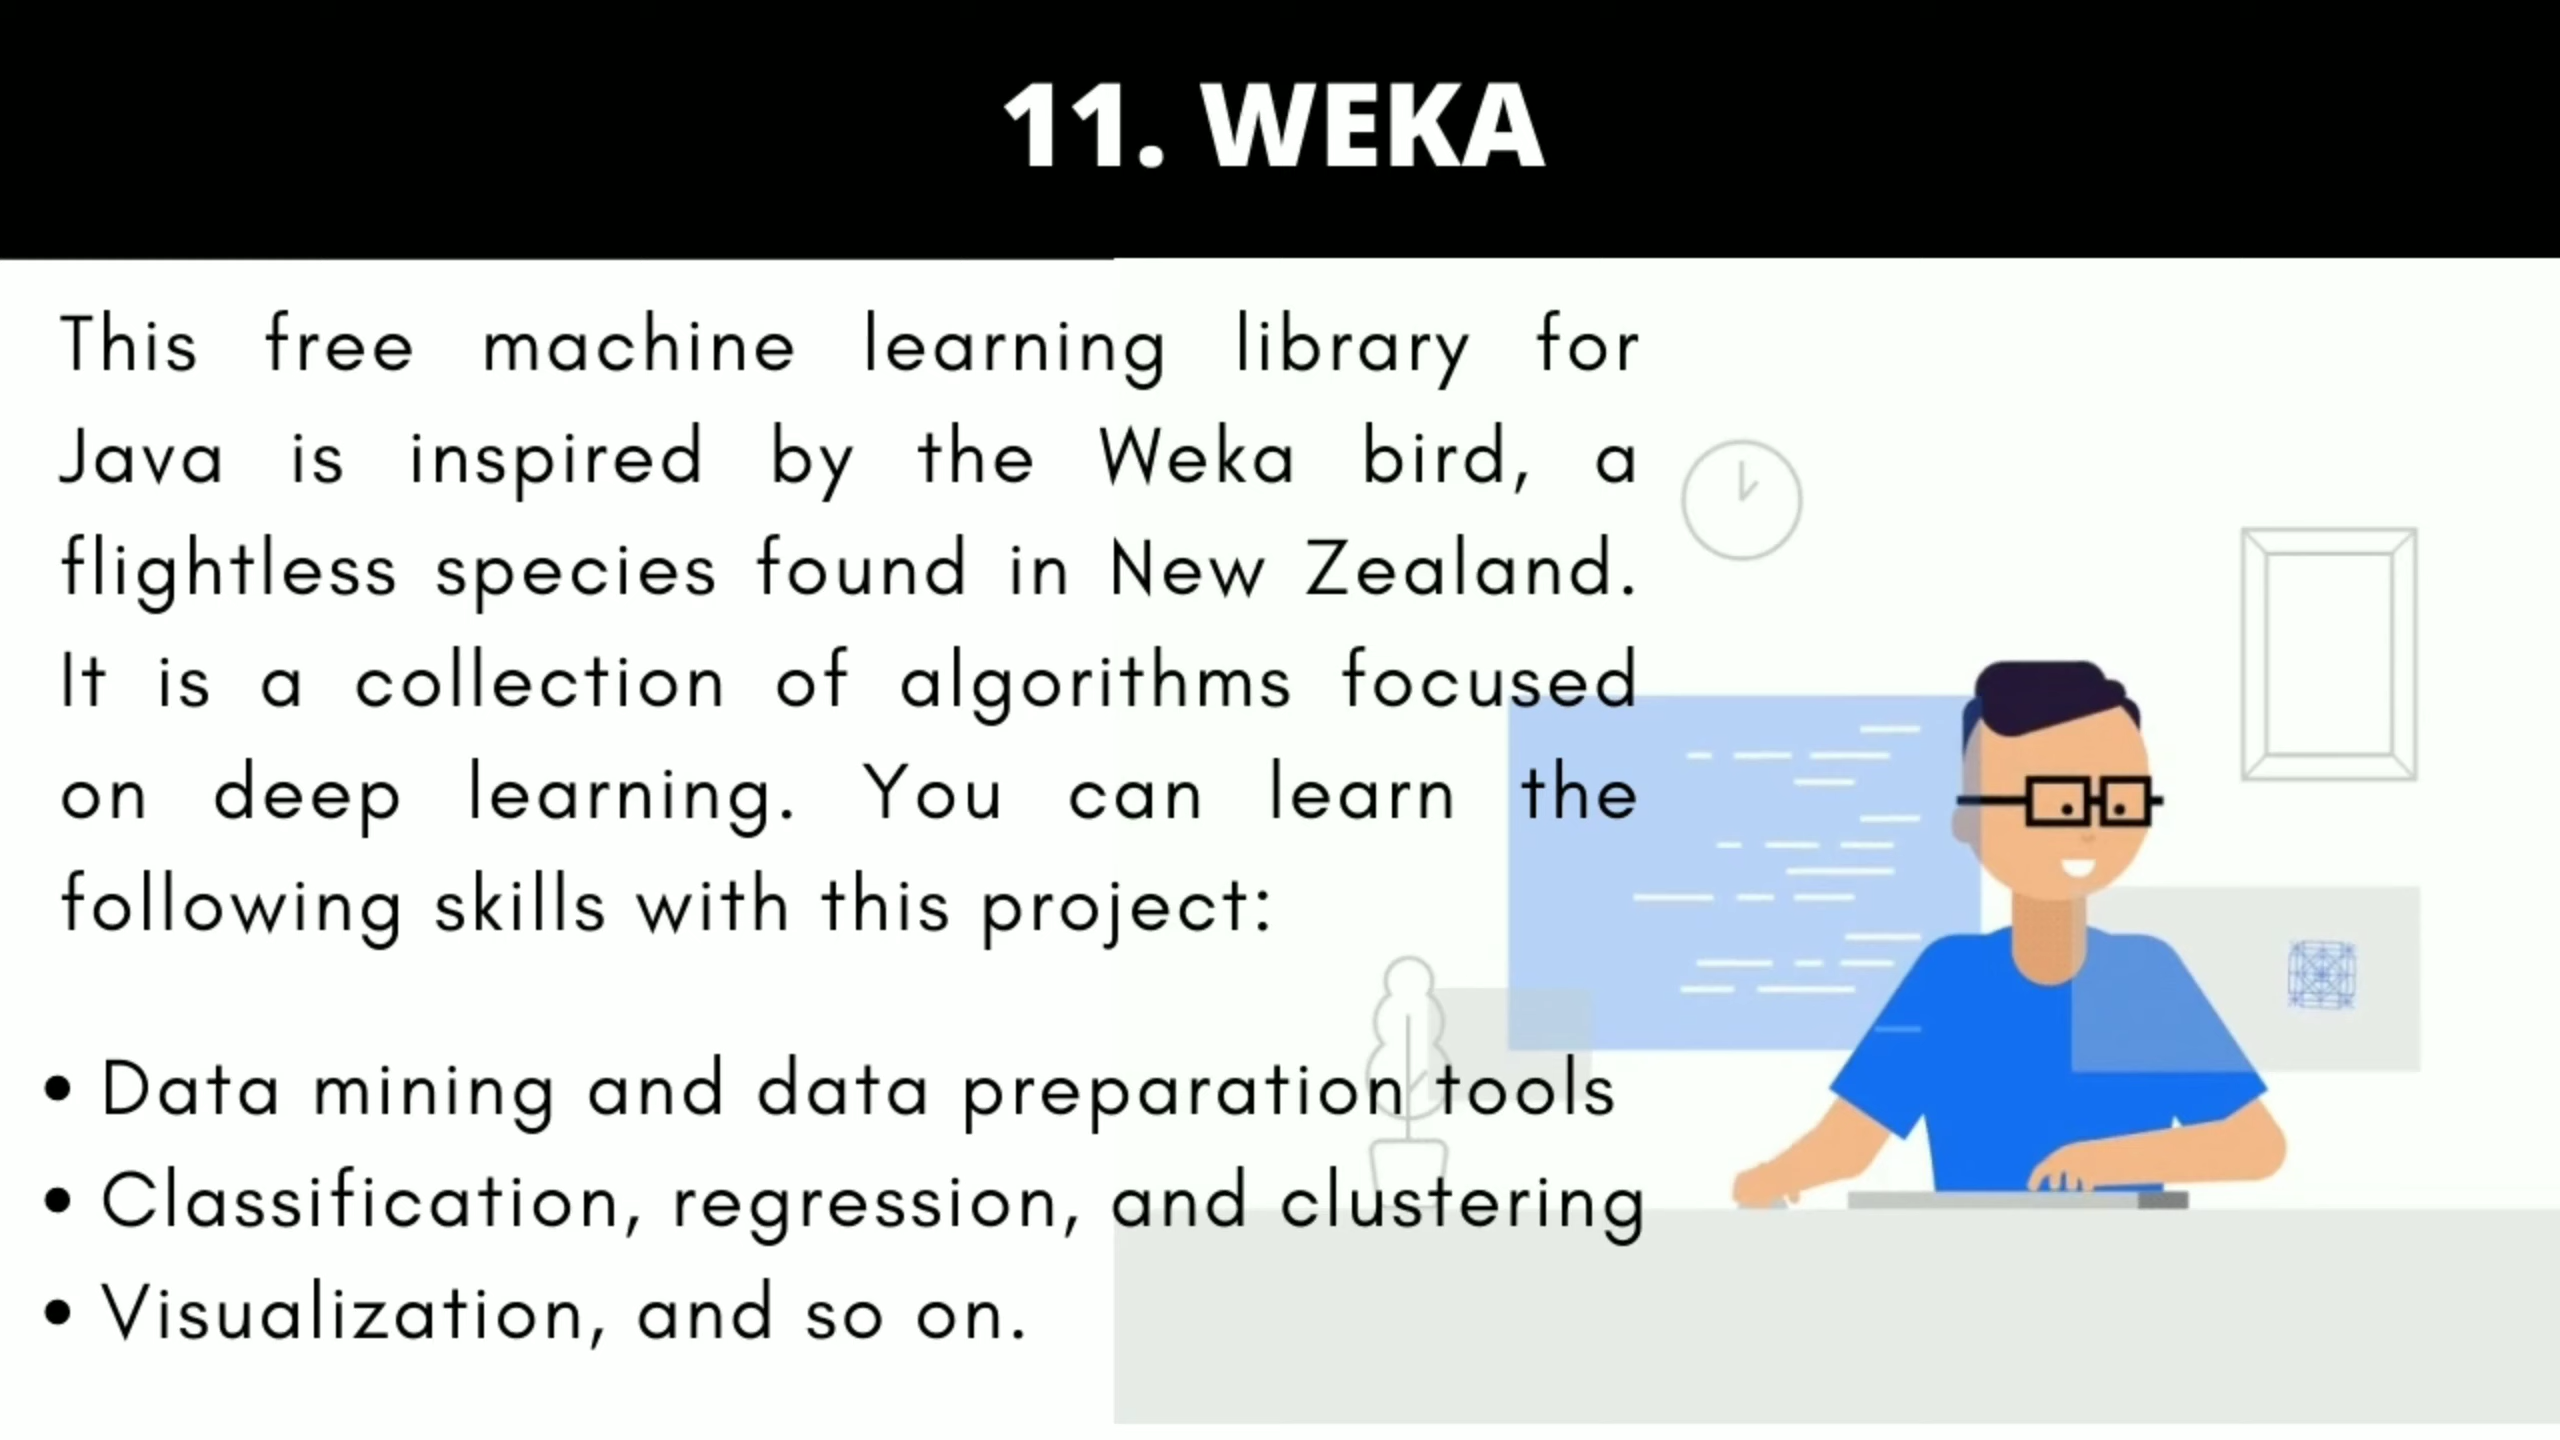 11. WEKA
This free machine learning library for
Java is inspired by the Weka bird, a
flightless species found in New Zealand.
It is a collection of algorithms focused
on deep learning. You can learn the
following skills with this project:
• Data mining and data preparation tools
• Classification, regression, and clustering
• Visualization, and so on.